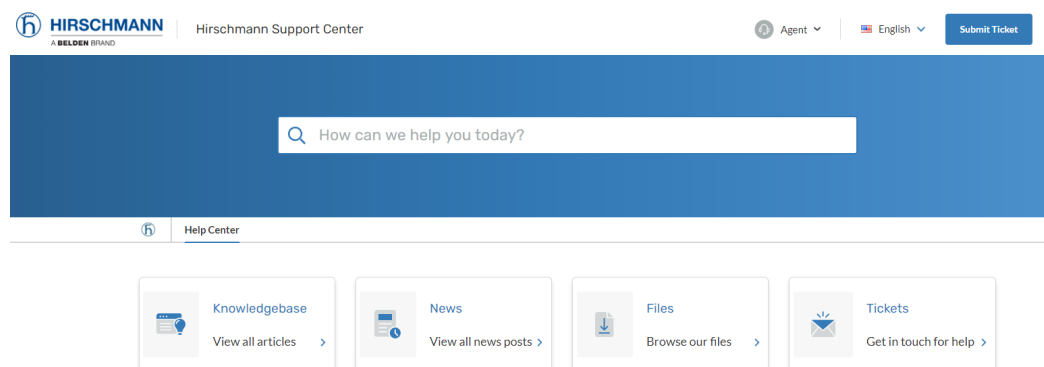 HIRSCHMANN
A BELDEN BRAND
Hirschmann Support Center
Agent
English
Submit Ticket
How can we help you today?
Help Center
Knowledgebase
View all articles
News
View all news posts
Files
Browse our files
Tickets
Get in touch for help